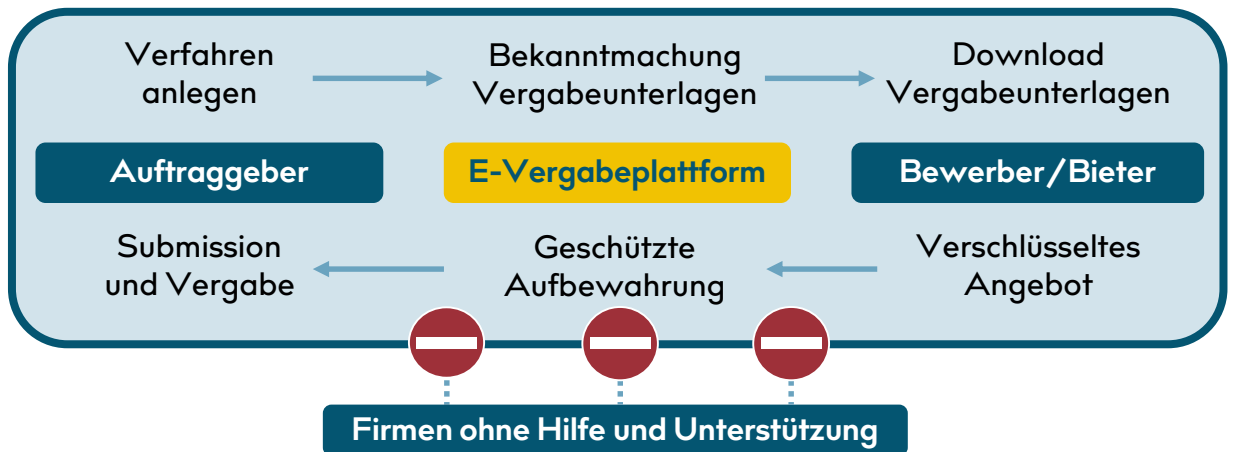 Verfahren
anlegen
Bekanntmachung
Vergabeunterlagen
Download
Vergabeunterlagen
Auftraggeber
E-Vergabeplattform
Bewerber/Bieter
Submission
und Vergabe
Geschützte
Aufbewahrung
Verschlüsseltes
Angebot
Firmen ohne Hilfe und Unterstützung